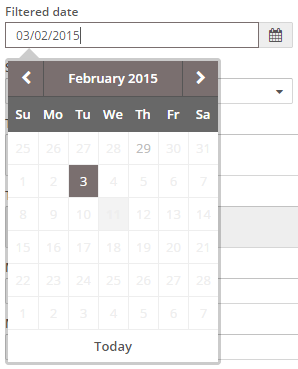 Filtered date
03/02/2015
February 2015
Su Mo Tu We Th Fr Sa
25 26 27 28 29 30 31
1 2 3 4 5 6 7
8 9 10 11 12 13 14
15 16 17 18 19 20 21
22 23 24 25 26 27 28
1 2 3 4 5 6 7
Today